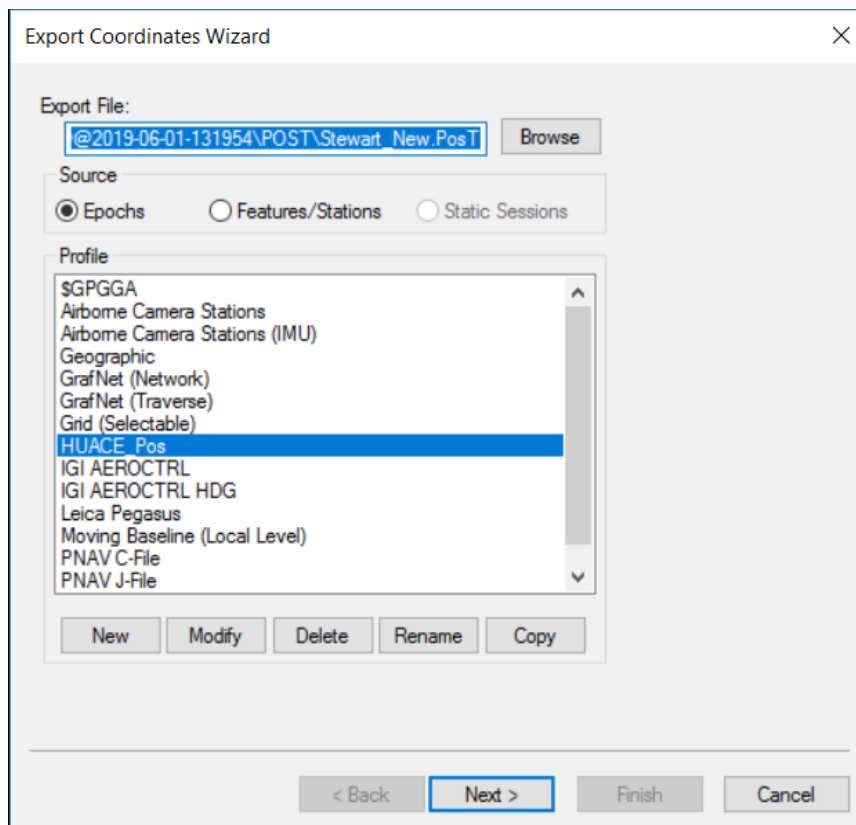 Export Coordinates Wizard
Export File:
@2019-06-01-131954\POST\Stewart_New.PosT
Browse
Source
Epochs
Features/Stations
Static Sessions
Profile
$GPGGA
Airborne Camera Stations
Airborne Camera Stations (IMU)
Geographic
GrafNet (Network)
GrafNet (Traverse)
Grid (Selectable)
HUACE_Pos
IGI AEROCTRL
IGI AEROCTRL HDG
Leica Pegasus
Moving Baseline (Local Level)
PNAV C-File
PNAV J-File
New
Modify
Delete
Rename
Copy
< Back
Next >
Finish
Cancel